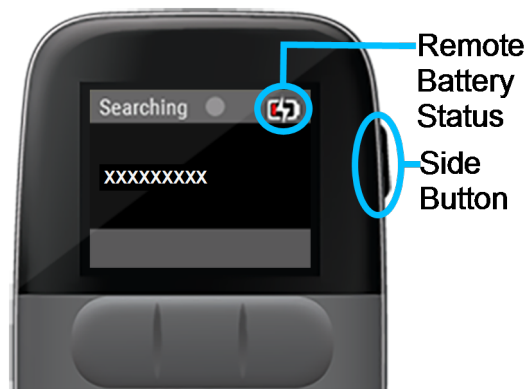 Searching
XXXXXXXXX
Remote
Battery
Status
Side
Button